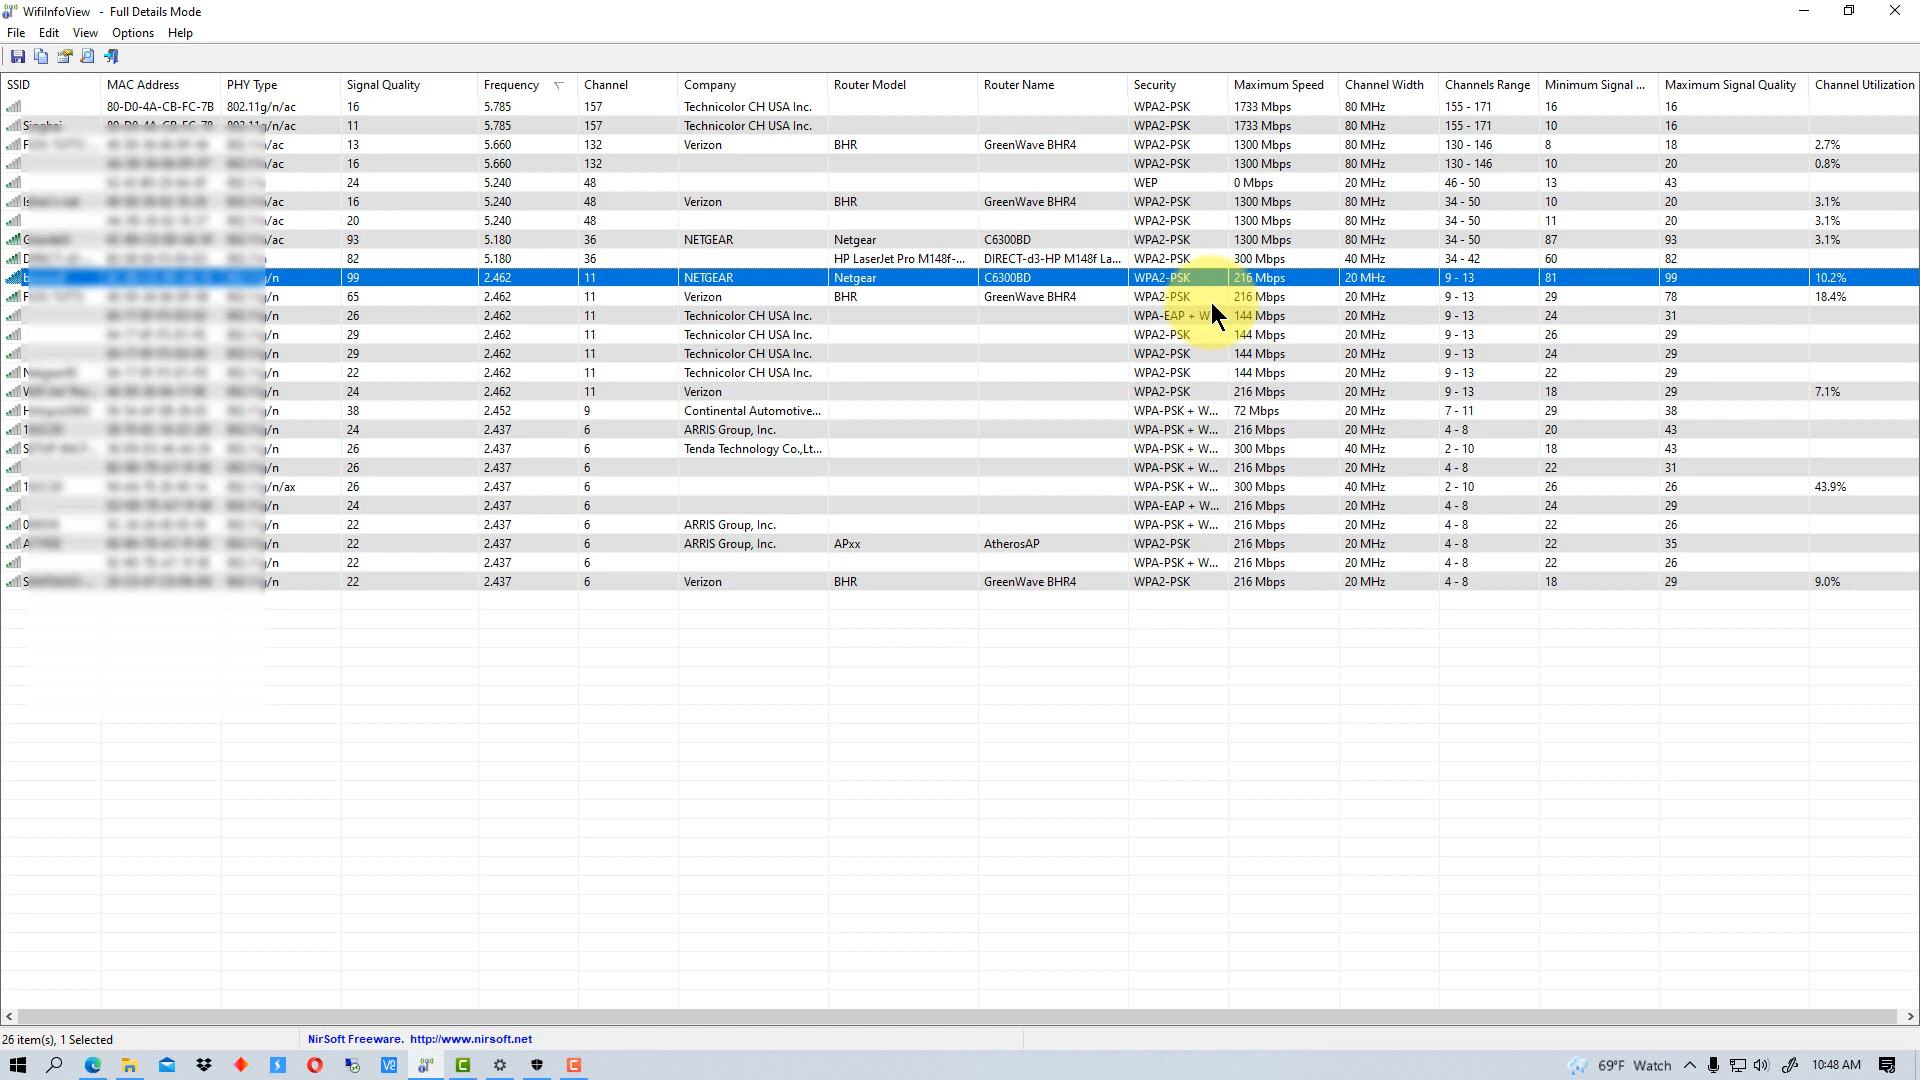 WifiInfoView - Full Details Mode
File Edit View Options Help
SSID MAC Address PHY Type Signal Quality Frequency Channel Company Router Model Router Name Security Maximum Speed Channel Width Channels Range Minimum Signal ... Maximum Signal Quality Channel Utilization
80-D0-4A-CB-FC-7B 802.11g/n/ac 16 5.785 157 Technicolor CH USA Inc. WPA2-PSK 1733 Mbps 80 MHz 155 - 171 16 16
11 5.785 157 Technicolor CH USA Inc. WPA2-PSK 1733 Mbps 80 MHz 155 - 171 10 16
/ac 13 5.660 132 Verizon BHR GreenWave BHR4 WPA2-PSK 1300 Mbps 80 MHz 130 - 146 8 18 2.7%
/ac 16 5.660 132 WPA2-PSK 1300 Mbps 80 MHz 130 - 146 10 20 0.8%
24 5.240 48 WEP 0 Mbps 20 MHz 46 - 50 13 43
/ac 16 5.240 48 Verizon BHR GreenWave BHR4 WPA2-PSK 1300 Mbps 80 MHz 34 - 50 10 20 3.1%
/ac 20 5.240 48 WPA2-PSK 1300 Mbps 80 MHz 34 - 50 11 20 3.1%
/ac 93 5.180 36 NETGEAR Netgear C6300BD WPA2-PSK 1300 Mbps 80 MHz 34 - 50 87 93 3.1%
82 5.180 36 HP LaserJet Pro M148f-... DIRECT-d3-HP M148f La... WPA2-PSK 300 Mbps 40 MHz 34 - 42 60 82
/n 99 2.462 11 NETGEAR Netgear C6300BD WPA2-PSK 216 Mbps 20 MHz 9 - 13 81 99 10.2%
/n 65 2.462 11 Verizon BHR GreenWave BHR4 WPA2-PSK 216 Mbps 20 MHz 9 - 13 29 78 18.4%
/n 26 2.462 11 Technicolor CH USA Inc. WPA-EAP + W 144 Mbps 20 MHz 9 - 13 24 31
/n 29 2.462 11 Technicolor CH USA Inc. WPA2-PSK 144 Mbps 20 MHz 9 - 13 26 29
/n 29 2.462 11 Technicolor CH USA Inc. WPA2-PSK 144 Mbps 20 MHz 9 - 13 24 29
/n 22 2.462 11 Technicolor CH USA Inc. WPA2-PSK 144 Mbps 20 MHz 9 - 13 22 29
/n 24 2.462 11 Verizon WPA2-PSK 216 Mbps 20 MHz 9 - 13 18 29 7.1%
/n 38 2.452 9 Continental Automotive... WPA-PSK + W... 72 Mbps 20 MHz 7 - 11 29 38
/n 24 2.437 6 ARRIS Group, Inc. WPA-PSK + W... 216 Mbps 20 MHz 4 - 8 20 43
/n 26 2.437 6 Tenda Technology Co.,Lt... WPA-PSK + W... 300 Mbps 40 MHz 2 - 10 18 43
/n 26 2.437 6 WPA-PSK + W... 216 Mbps 20 MHz 4 - 8 22 31
/n/ax 26 2.437 6 WPA-PSK + W... 300 Mbps 40 MHz 2 - 10 26 26 43.9%
/n 24 2.437 6 WPA-EAP + W... 216 Mbps 20 MHz 4 - 8 24 29
/n 22 2.437 6 ARRIS Group, Inc. WPA-PSK + W... 216 Mbps 20 MHz 4 - 8 22 26
/n 22 2.437 6 ARRIS Group, Inc. APxx AtherosAP WPA2-PSK 216 Mbps 20 MHz 4 - 8 22 35
/n 22 2.437 6 WPA-PSK + W... 216 Mbps 20 MHz 4 - 8 22 26
/n 22 2.437 6 Verizon BHR GreenWave BHR4 WPA2-PSK 216 Mbps 20 MHz 4 - 8 18 29 9.0%
26 item(s), 1 Selected NirSoft Freeware. http://www.nirsoft.net
69°F Watch 10:48 AM